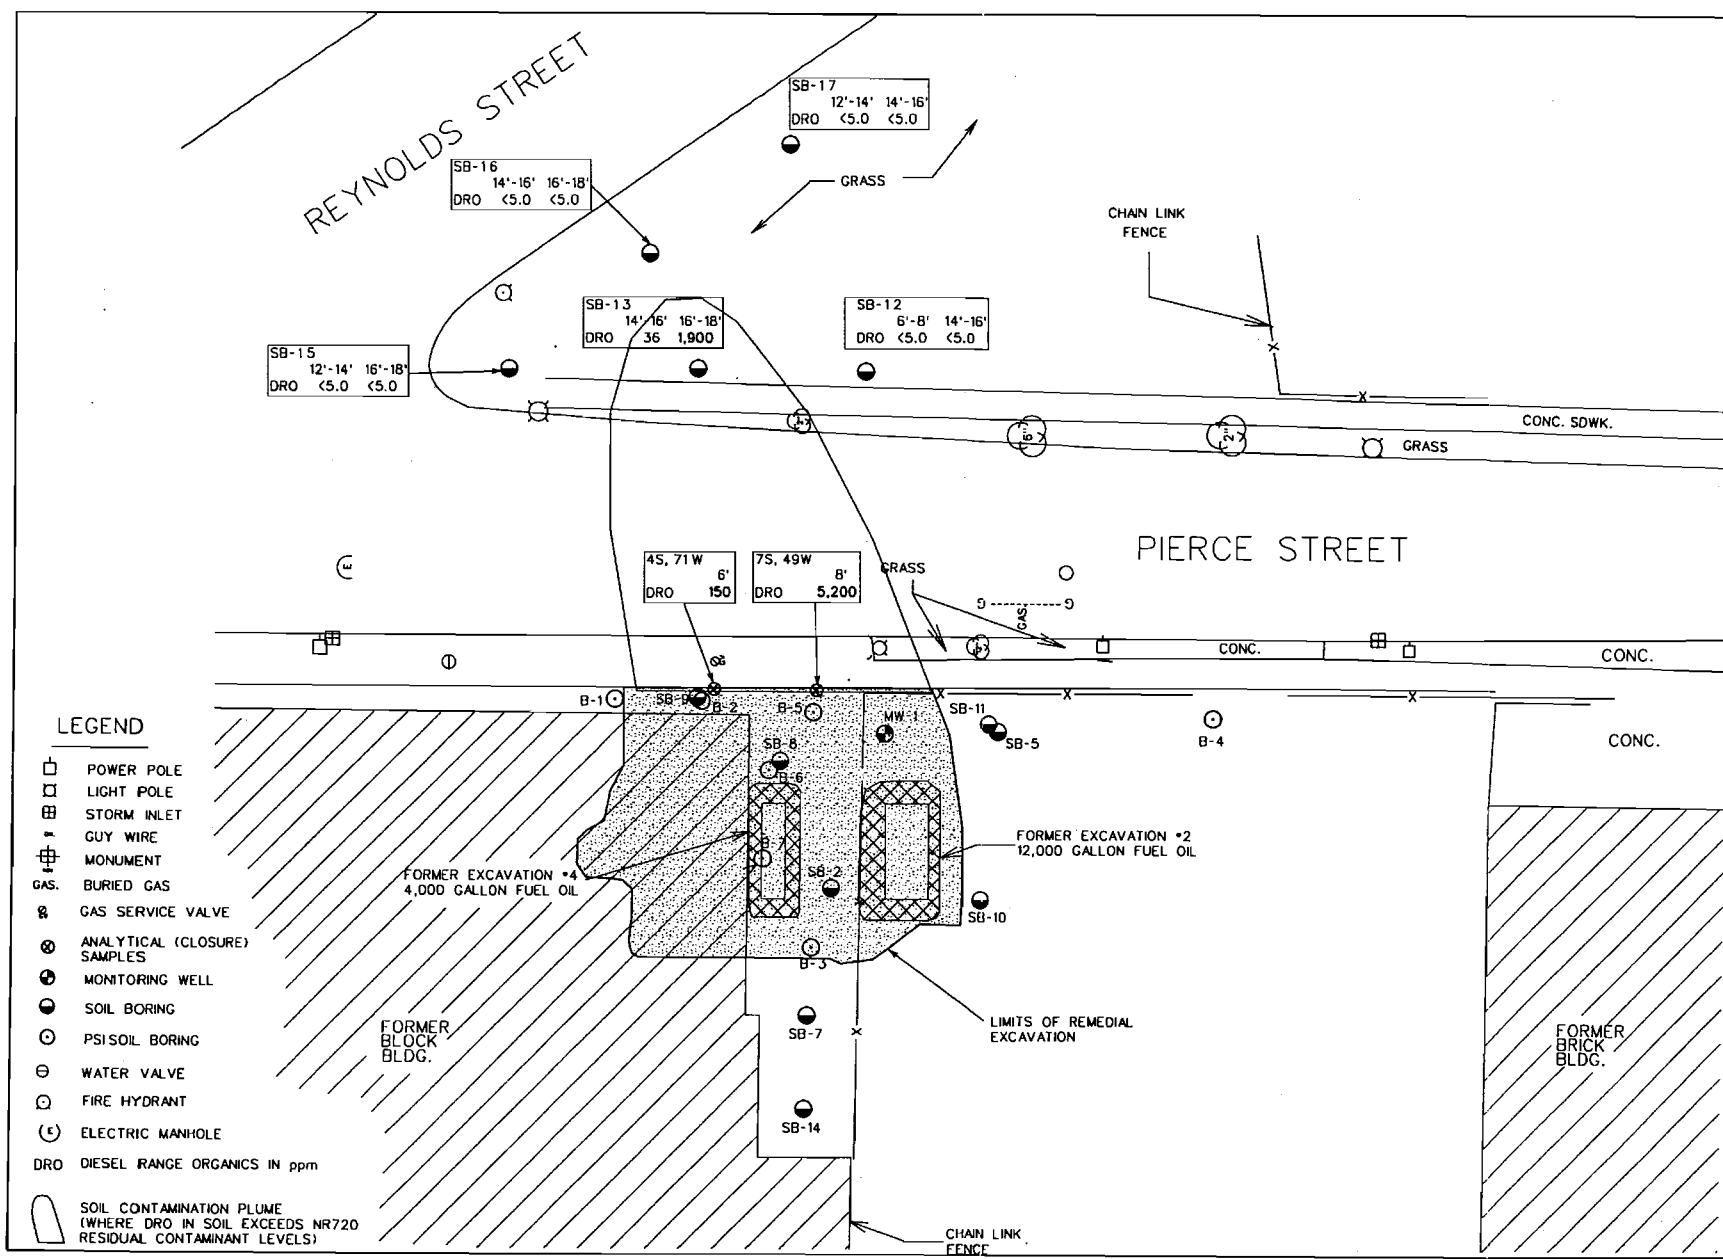 REYNOLDS STREET
SB-17
12'-14' 14'-16'
DRO <5.0 <5.0
SB-16
14'-16' 16'-18'
DRO <5.0 <5.0
GRASS
CHAIN LINK
FENCE
SB-13
14'-16' 16'-18'
DRO 36 1,900
SB-12
6'-8' 14'-16'
DRO <5.0 <5.0
SB-15
12'-14' 16'-18'
DRO <5.0 <5.0
6"
2"
CONC. SDWK.
GRASS
PIERCE STREET
4S, 71W
6'
DRO 150
7S, 49W
8'
DRO 5,200
GRASS
E
G
G
GAS
CONC.
CONC.
B-1
SB-9
B-2
B-5
MW-1
SB-11
SB-5
B-4
CONC.
SB-8
B-6
B-7
SB-2
SB-10
B-3
SB-7
SB-14
FORMER EXCAVATION #2
12,000 GALLON FUEL OIL
FORMER EXCAVATION #4
4,000 GALLON FUEL OIL
LIMITS OF REMEDIAL
EXCAVATION
FORMER
BLOCK
BLDG.
FORMER
BRICK
BLDG.
CHAIN LINK
FENCE
LEGEND
POWER POLE
LIGHT POLE
STORM INLET
GUY WIRE
MONUMENT
GAS. BURIED GAS
GAS SERVICE VALVE
ANALYTICAL (CLOSURE)
SAMPLES
MONITORING WELL
SOIL BORING
PSI SOIL BORING
WATER VALVE
FIRE HYDRANT
(E) ELECTRIC MANHOLE
DRO DIESEL RANGE ORGANICS IN ppm
SOIL CONTAMINATION PLUME
(WHERE DRO IN SOIL EXCEEDS NR720
RESIDUAL CONTAMINANT LEVELS)